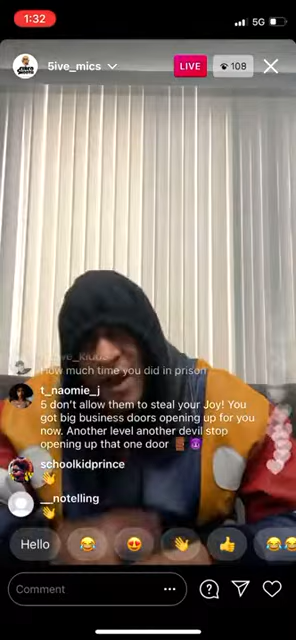 1:32
5G
5ive_mics
LIVE
108
How much time you did in prison
t_naomie_j
5 don't allow them to steal your Joy! You
got big business doors opening up for you
now. Another level another devil stop
opening up that one door 🚪😈
schoolkidprince
👋
__notelling
👋
Hello 😂 😍 👋 👍 😂😂
Comment